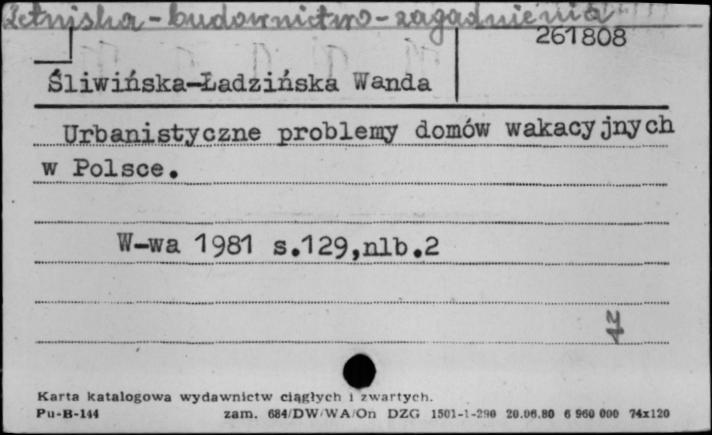 Letniska - budownictwo - zagadnienia
261808
Śliwińska-Ładzińska Wanda
Urbanistyczne problemy domów wakacyjnych
w Polsce.
W-wa 1981 s.129,nlb.2
Karta katalogowa wydawnictw ciągłych i zwartych.
Pu-B-144 zam. 684/DW/WA/On DZG 1501-1-290 20.06.80 6 960 000 74x120